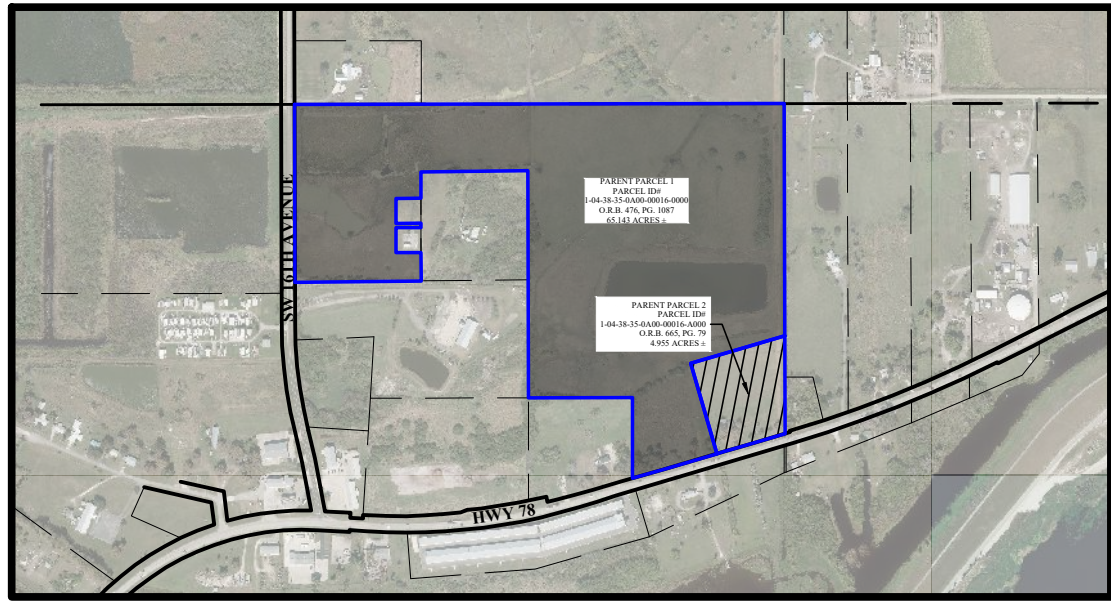 PARENT PARCEL 1
PARCEL ID#
1-04-38-35-0A00-00016-0000
O.R.B. 476, PG. 1087
65.143 ACRES ±
SW 16TH AVENUE
PARENT PARCEL 2
PARCEL ID#
1-04-38-35-0A00-00016-A000
O.R.B. 665, PG. 79
4.955 ACRES ±
HWY 78